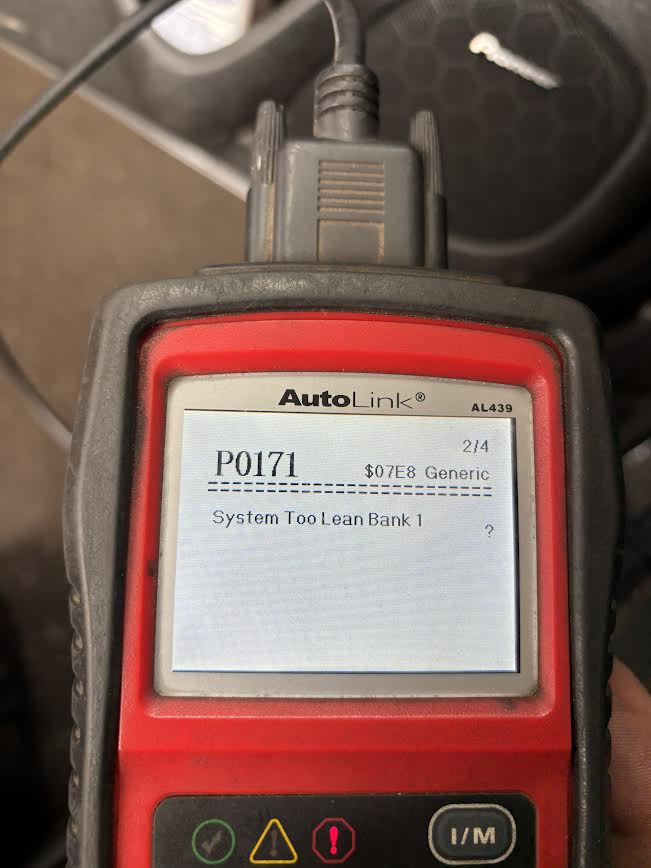 AutoLink®
AL439
2/4
P0171
$07E8 Generic
System Too Lean Bank 1
?
I/M